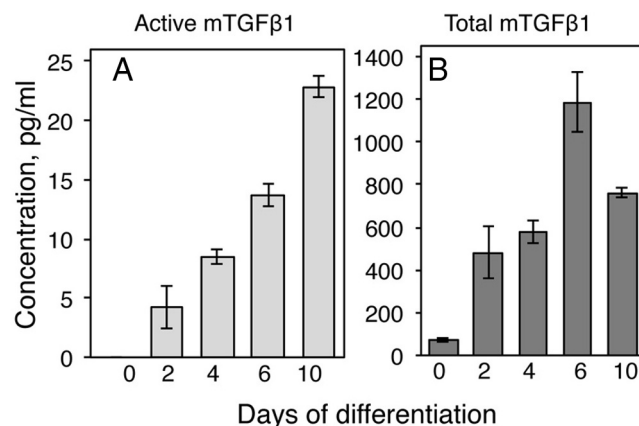 Active mTGFβ1
Total mTGFβ1
A
B
Concentration, pg/ml
25
20
15
10
5
0
1400
1200
1000
800
600
400
200
0
0 2 4 6 10
0 2 4 6 10
Days of differentiation